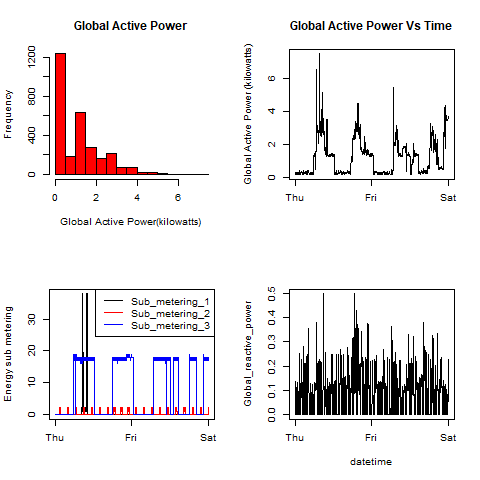 Global Active Power
Frequency
0 400 800 1200
0 2 4 6
Global Active Power(kilowatts)
Global Active Power Vs Time
Global Active Power (kilowatts)
0 2 4 6
Thu Fri Sat
Energy sub metering
0 10 20 30
Sub_metering_1
Sub_metering_2
Sub_metering_3
Thu Fri Sat
Global_reactive_power
0.0 0.1 0.2 0.3 0.4 0.5
Thu Fri Sat
datetime